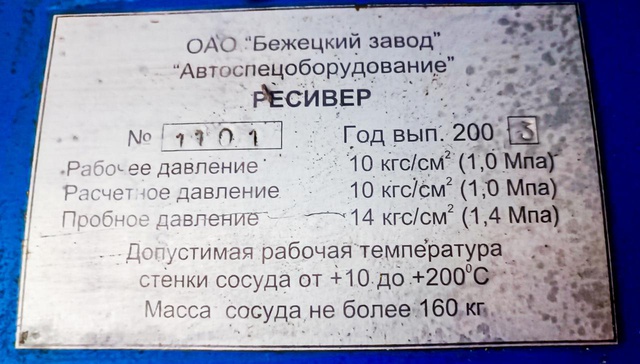 ОАО "Бежецкий завод"
"Автоспецоборудование"
РЕСИВЕР
№ 1101 Год вып. 200 3
Рабочее давление 10 кгс/см² (1,0 Мпа)
Расчетное давление 10 кгс/см² (1,0 Мпа)
Пробное давление 14 кгс/см² (1,4 Мпа)
Допустимая рабочая температура
стенки сосуда от +10 до +200⁰С
Масса сосуда не более 160 кг